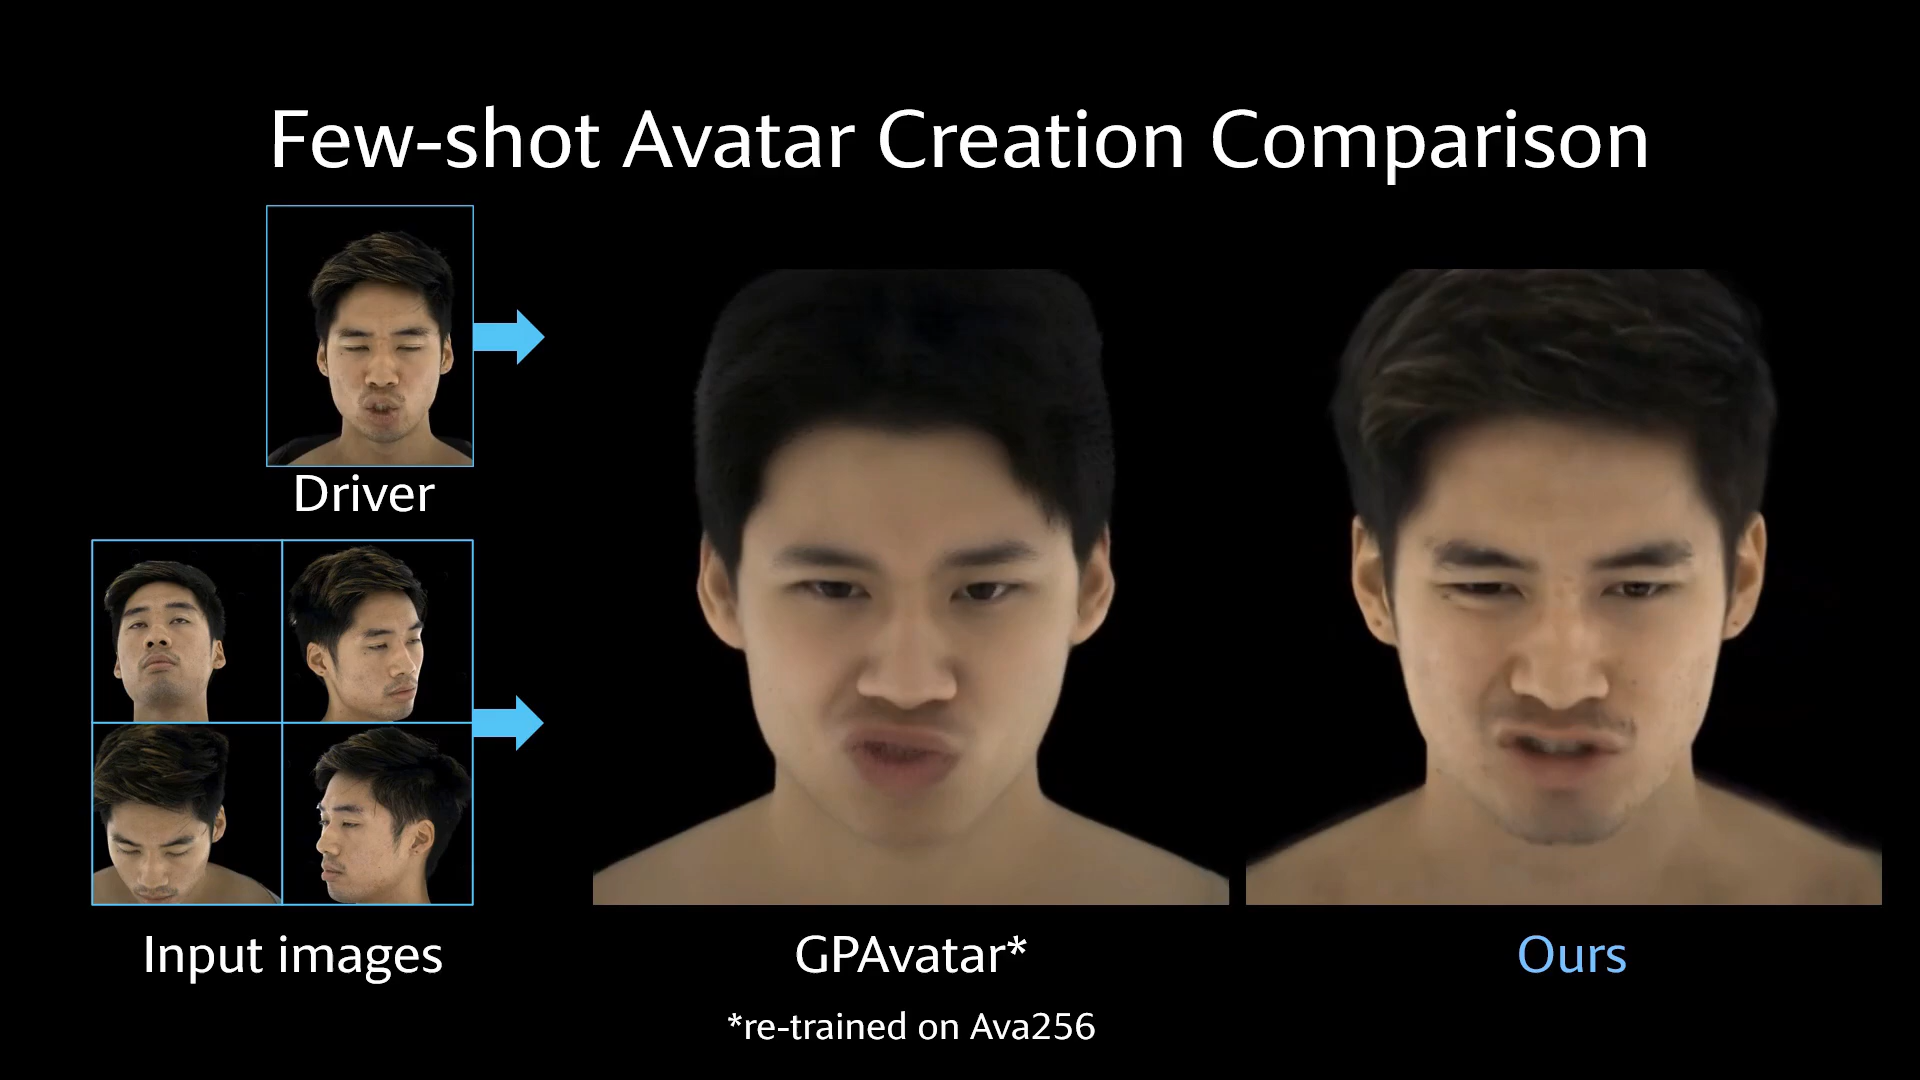 Few-shot Avatar Creation Comparison
Driver
Input images
GPAvatar*
Ours
*re-trained on Ava256